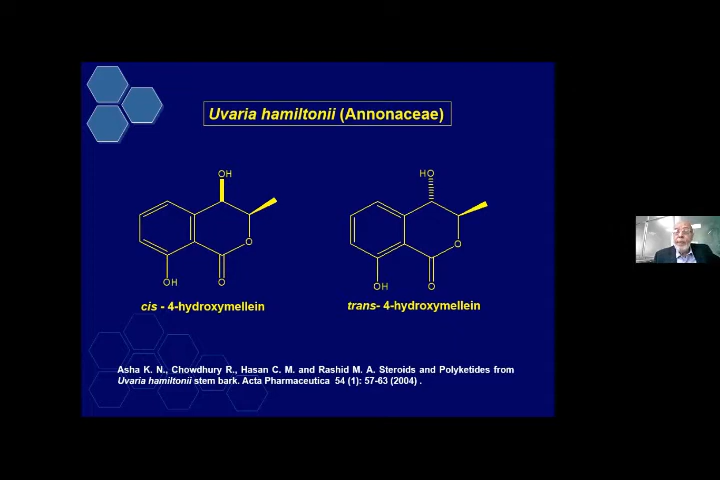 Uvaria hamiltonii (Annonaceae)
OH
HO
O
O
OH
O
OH
O
cis - 4-hydroxymellein
trans- 4-hydroxymellein
Asha K. N., Chowdhury R., Hasan C. M. and Rashid M. A. Steroids and Polyketides from
Uvaria hamiltonii stem bark. Acta Pharmaceutica 54 (1): 57-63 (2004) .